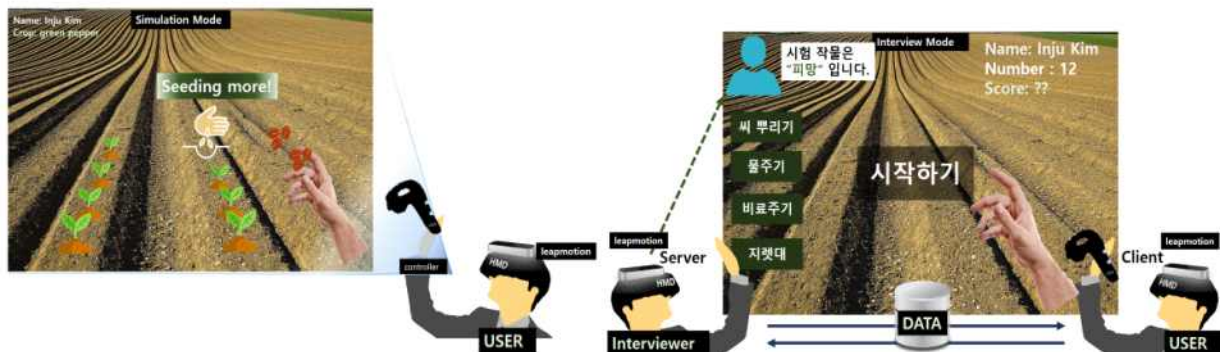 Name: Inju Kim
Crop: green pepper
Simulation Mode
Seeding more!
controller
leapmotion
HMD
USER
시험 작물은
"피망" 입니다.
Interview Mode
Name: Inju Kim
Number : 12
Score: ??
씨 뿌리기
물주기
비료주기
지렛대
시작하기
leapmotion
Server
HMD
Interviewer
DATA
leapmotion
Client
HMD
USER